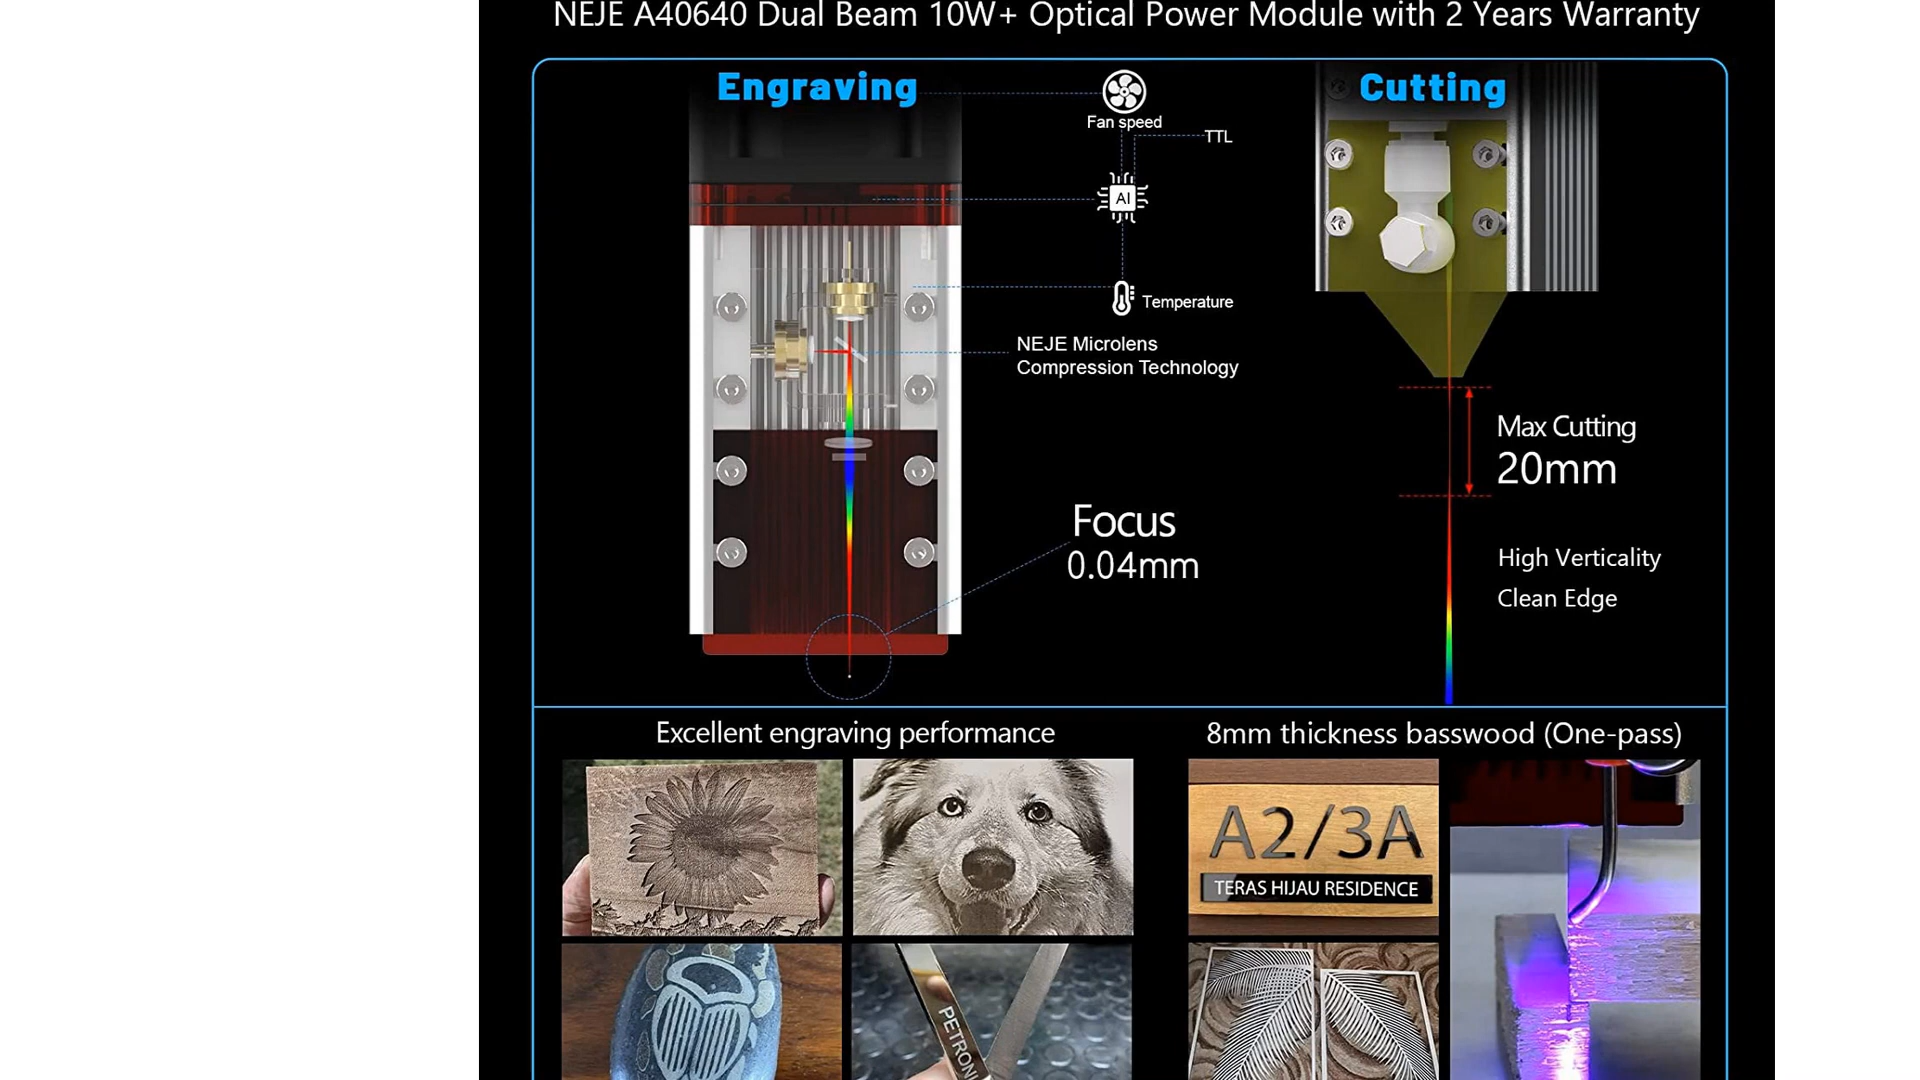 NEJE A40640 Dual Beam 10W+ Optical Power Module with 2 Years Warranty
Engraving
Fan speed
TTL
AI
Temperature
NEJE Microlens
Compression Technology
Focus
0.04mm
Cutting
Max Cutting
20mm
High Verticality
Clean Edge
Excellent engraving performance
8mm thickness basswood (One-pass)
A2/3A
TERAS HIJAU RESIDENCE